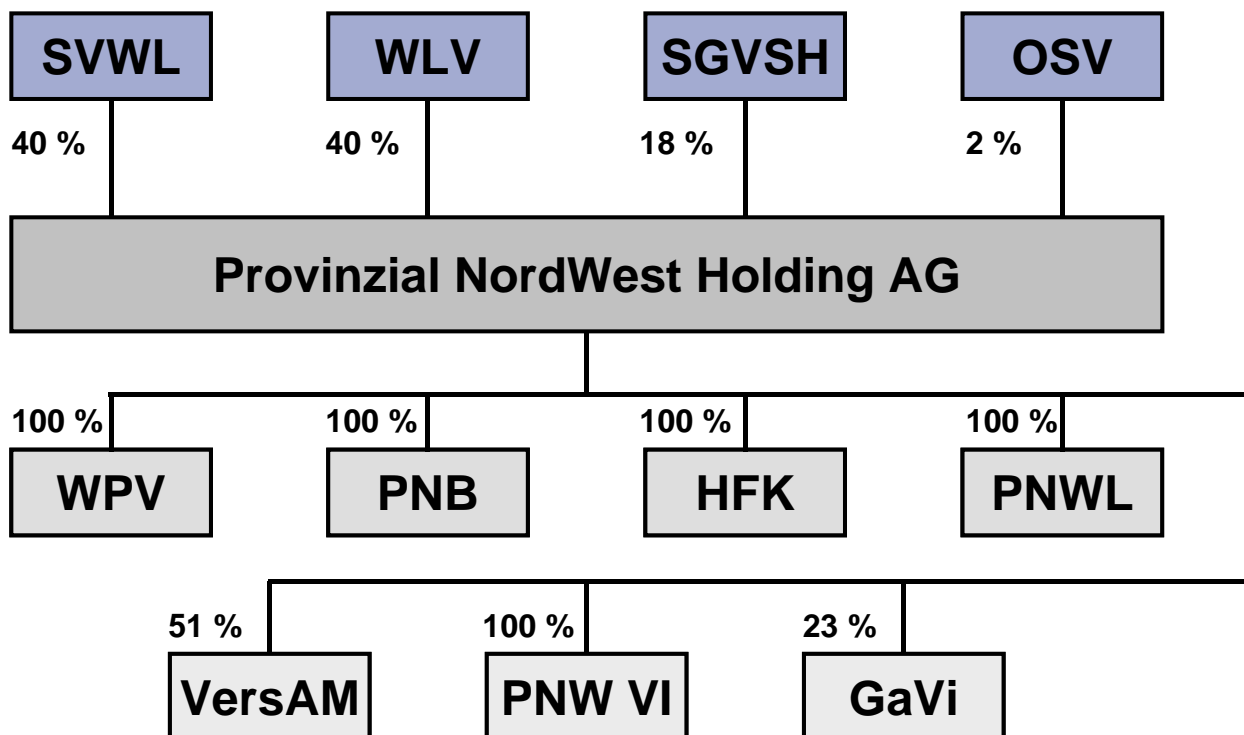 SVWL WLV SGVSH OSV
40 % 40 % 18 % 2 %
Provinzial NordWest Holding AG
100 % 100 % 100 % 100 %
WPV PNB HFK PNWL
51 % 100 % 23 %
VersAM PNW VI GaVi